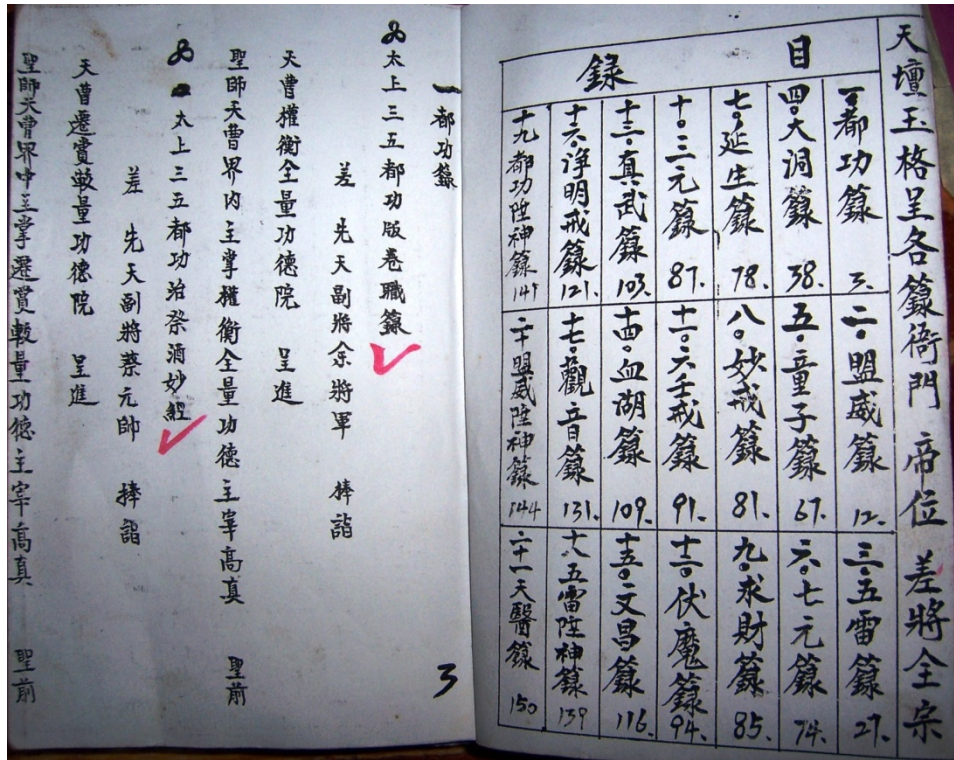 天壇玉格呈各籙衙門 帝位 差將全宗
目錄
一.都功籙 3.
二.盟威籙 12.
三.五雷籙 27.
四.大洞籙 38.
五.童子籙 67.
六.七元籙 74.
七.延生籙 78.
八.妙戒籙 81.
九.求財籙 85.
十.三元籙 87.
十一.六壬戒籙 91.
十二.伏魔籙 94.
十三.真武籙 103.
十四.血湖籙 109.
十五.文昌籙 116.
十六.淨明戒籙 121.
十七.觀音籙 131.
十八.五雷陞神籙 139
十九都功陞神籙
二十盟威陞神籙 144
二十一天醫籙 150
一都功籙
3
太上三五都功版卷職籙
差 先天副將余將軍 捧詣
天曹權衡全量功德院 呈進
聖師天曹界內主掌權衡全量功德主宰高真 聖前
太上三五都功治祭酒妙
差 先天副將蔡元帥 捧詣
天曹遷賞較量功德院 呈進
聖師天曹界中主掌遷賞較量功德主宰高真 聖前